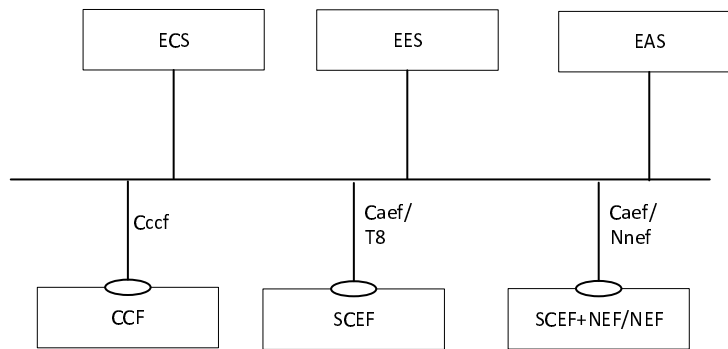 ECS
EES
EAS
Cccf
Caef/
T8
Caef/
Nnef
CCF
SCEF
SCEF+NEF/NEF